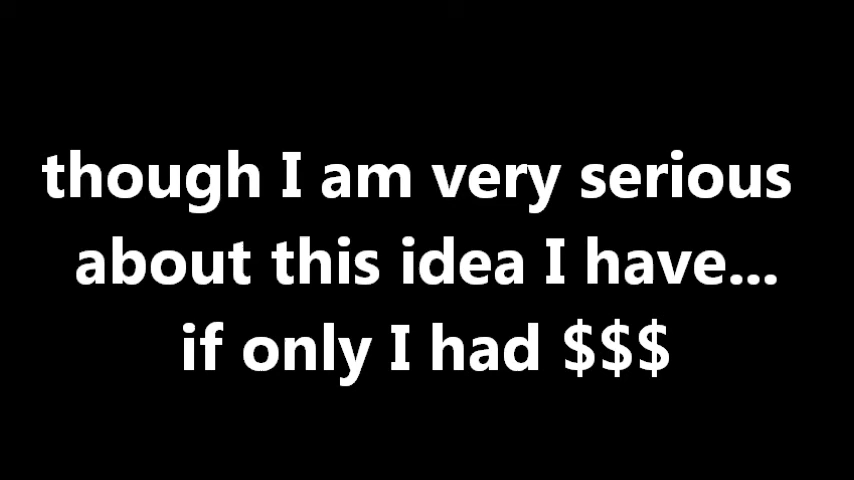 though I am very serious
about this idea I have...
if only I had $$$